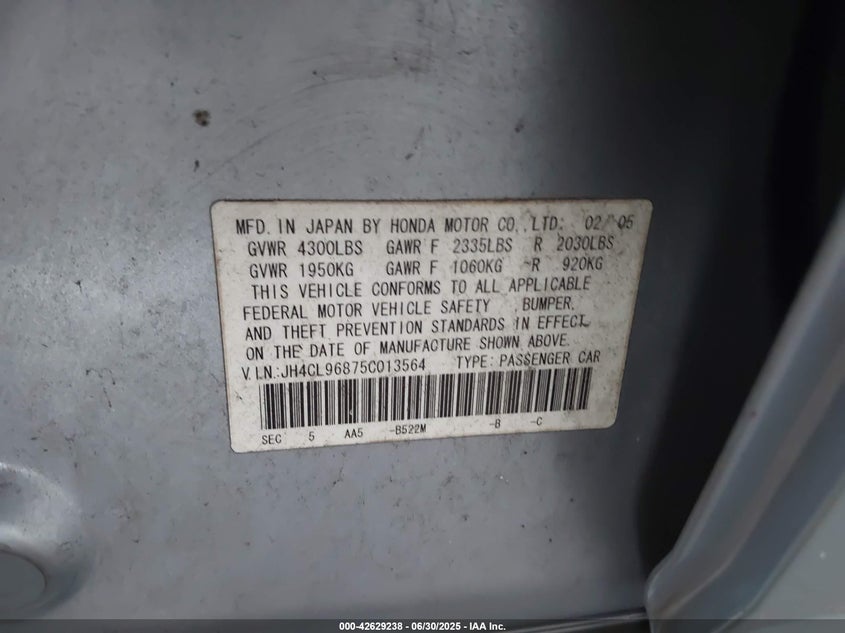 MFD. IN JAPAN BY HONDA MOTOR CO.,LTD: 02/05
GVWR 4300LBS GAWR F 2335LBS R 2030LBS
GVWR 1950KG GAWR F 1060KG R 920KG
THIS VEHICLE CONFORMS TO ALL APPLICABLE
FEDERAL MOTOR VEHICLE SAFETY ,BUMPER,
AND THEFT PREVENTION STANDARDS IN EFFECT
ON THE DATE OF MANUFACTURE SHOWN ABOVE.
V.I.N.:JH4CL96875C013564 TYPE: PASSENGER CAR
SEC 5 AA5 -B522M -B -C
000-42629238 - 06/30/2025 - IAA Inc.